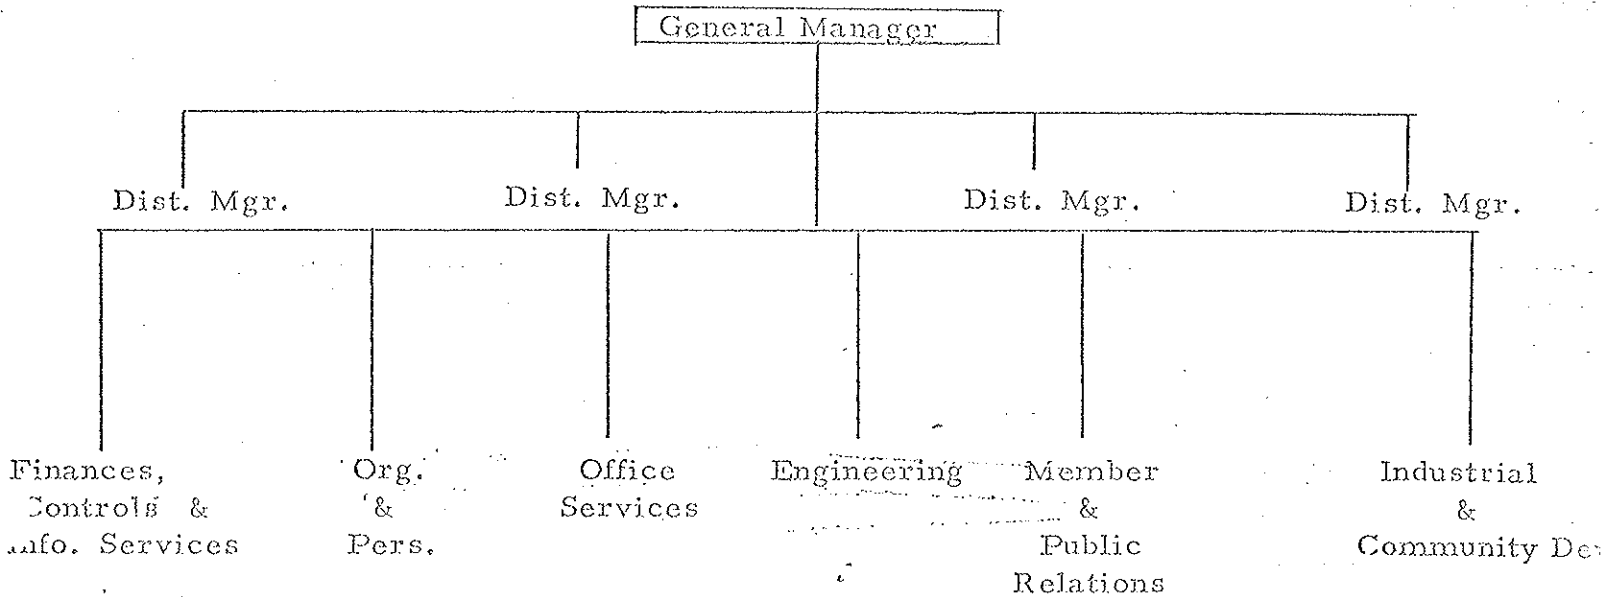 General Manager
Dist. Mgr. Dist. Mgr. Dist. Mgr. Dist. Mgr.
Finances, Org. Office Engineering Member Industrial
Controls & & Services & &
Info. Services Pers. Public Community De
Relations